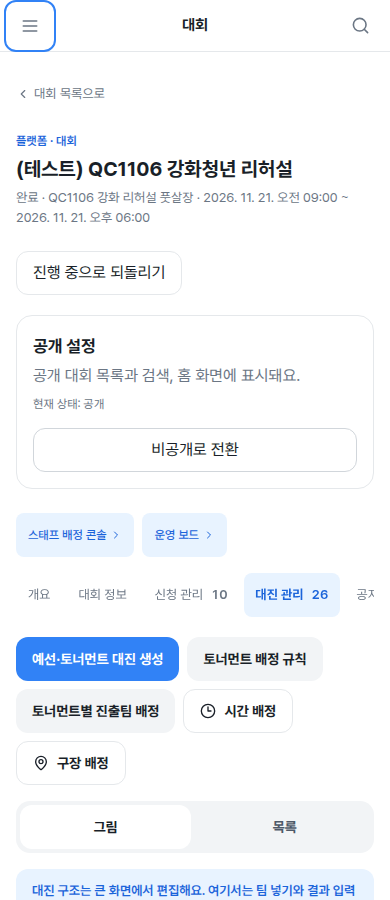 대회
대회 목록으로
플랫폼 · 대회
(테스트) QC1106 강화청년 리허설
완료 · QC1106 강화 리허설 풋살장 · 2026. 11. 21. 오전 09:00 ~
2026. 11. 21. 오후 06:00
진행 중으로 되돌리기
공개 설정
공개 대회 목록과 검색, 홈 화면에 표시돼요.
현재 상태: 공개
비공개로 전환
스태프 배정 콘솔 운영 보드
개요 대회 정보 신청 관리 10 대진 관리 26
예선·토너먼트 대진 생성 토너먼트 배정 규칙
토너먼트별 진출팀 배정 시간 배정
구장 배정
그림 목록
대진 구조는 큰 화면에서 편집해요. 여기서는 팀 넣기와 결과 입력